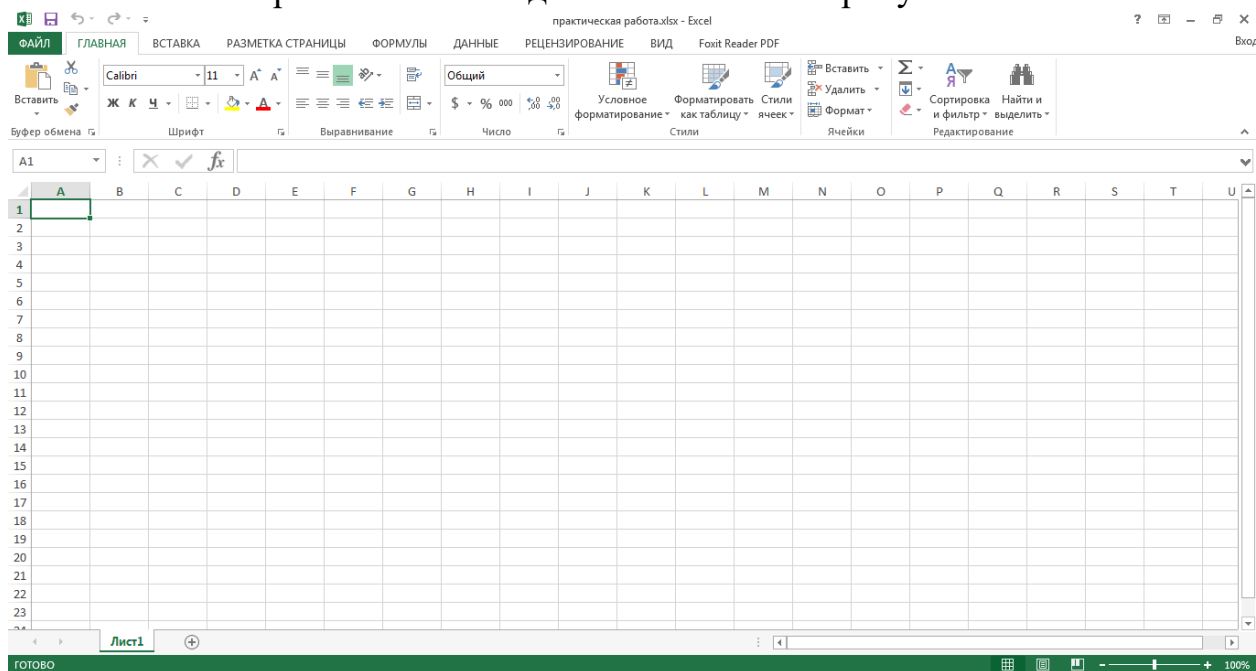 практическая работа.xlsx - Excel
ФАЙЛ ГЛАВНАЯ ВСТАВКА РАЗМЕТКА СТРАНИЦЫ ФОРМУЛЫ ДАННЫЕ РЕЦЕНЗИРОВАНИЕ ВИД Foxit Reader PDF
Calibri 11 Общий
Вставить
Ж К Ч
$ % 000
Условное форматирование
Форматировать как таблицу
Стили ячеек
Вставить
Удалить
Формат
Сортировка и фильтр
Найти и выделить
Буфер обмена Шрифт Выравнивание Число Стили Ячейки Редактирование
A1 fx
A B C D E F G H I J K L M N O P Q R S T U
1
2
3
4
5
6
7
8
9
10
11
12
13
14
15
16
17
18
19
20
21
22
23
Лист1
ГОТОВО 100%